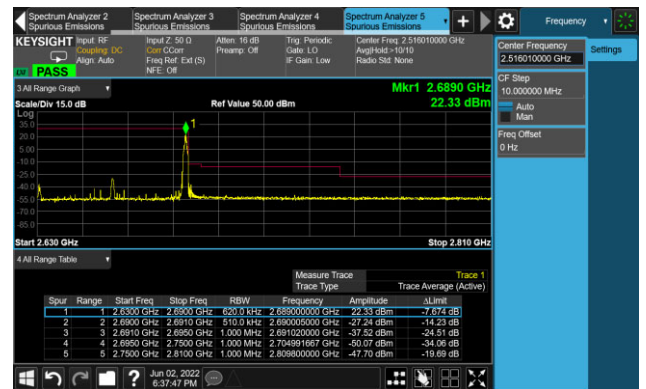 Spectrum Analyzer 2
Spurious Emissions
Spectrum Analyzer 3
Spurious Emissions
Spectrum Analyzer 4
Spurious Emissions
Spectrum Analyzer 5
Spurious Emissions
Frequency
KEYSIGHT
Input: RF
Coupling: DC
Align: Auto
Input Z: 50 Ω
Corr CCorr
Freq Ref: Ext (S)
NFE: Off
Atten: 16 dB
Preamp: Off
Trig: Periodic
Gate: LO
IF Gain: Low
Center Freq: 2.516010000 GHz
Avg|Hold:>10/10
Radio Std: None
PASS
Center Frequency
2.516010000 GHz
Settings
CF Step
10.000000 MHz
Auto
Man
Freq Offset
0 Hz
3 All Range Graph
Mkr1 2.6890 GHz
Scale/Div 15.0 dB
Ref Value 50.00 dBm
22.33 dBm
Log
35.0
20.0
5.00
-10.0
-25.0
-40.0
-55.0
-70.0
-85.0
1
Start 2.630 GHz
Stop 2.810 GHz
4 All Range Table
Measure Trace Trace 1
Trace Type Trace Average (Active)
Spur Range Start Freq Stop Freq RBW Frequency Amplitude ΔLimit
1 1 2.6300 GHz 2.6900 GHz 620.0 kHz 2.689000000 GHz 22.33 dBm -7.674 dB
2 2 2.6900 GHz 2.6910 GHz 510.0 kHz 2.690005000 GHz -27.24 dBm -14.23 dB
3 3 2.6910 GHz 2.6950 GHz 1.000 MHz 2.691020000 GHz -37.52 dBm -24.51 dB
4 4 2.6950 GHz 2.7500 GHz 1.000 MHz 2.704991667 GHz -50.07 dBm -34.06 dB
5 5 2.7500 GHz 2.8100 GHz 1.000 MHz 2.809800000 GHz -47.70 dBm -19.69 dB
Jun 02, 2022
6:37:47 PM